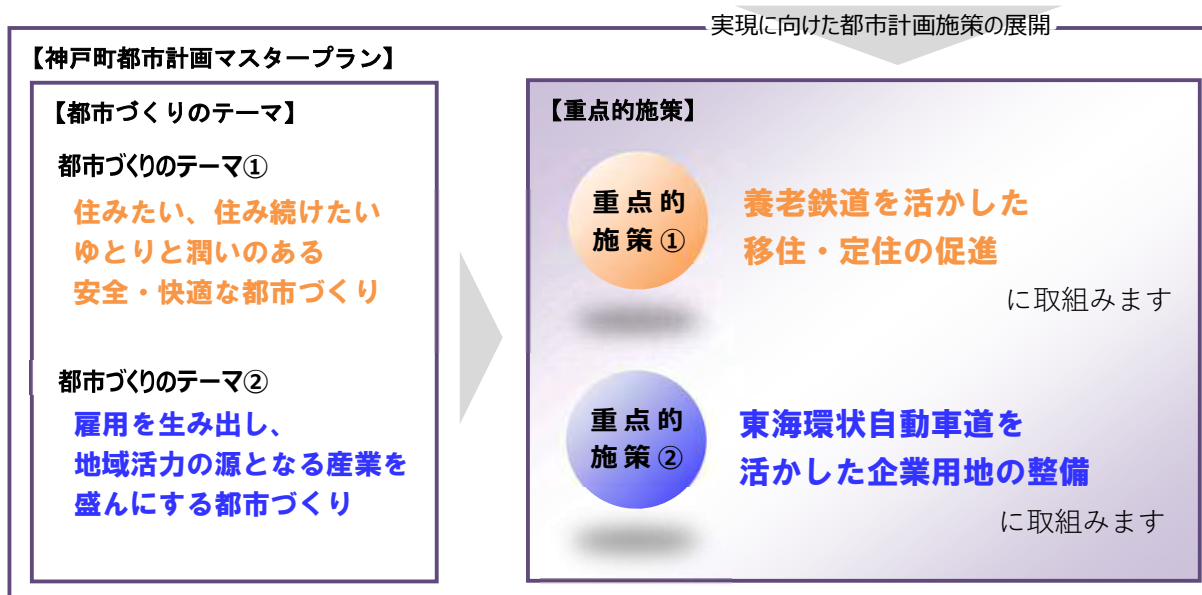 実現に向けた都市計画施策の展開
【神戸町都市計画マスタープラン】
【都市づくりのテーマ】
都市づくりのテーマ①
住みたい、住み続けたい
ゆとりと潤いのある
安全・快適な都市づくり
都市づくりのテーマ②
雇用を生み出し、
地域活力の源となる産業を
盛んにする都市づくり
【重点的施策】
重点的
施策①
養老鉄道を活かした
移住・定住の促進
に取組みます
重点的
施策②
東海環状自動車道を
活かした企業用地の整備
に取組みます